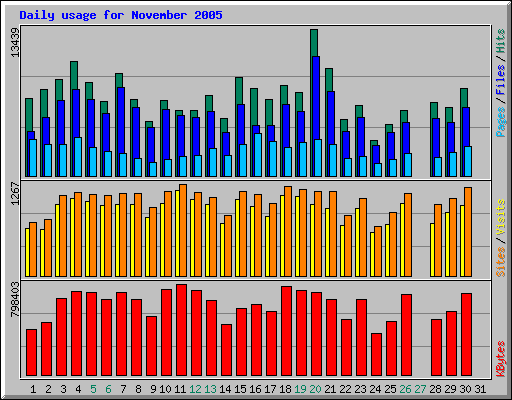 Daily usage for November 2005
13439
Pages / Files / Hits
1267
Sites / Visits
798403
KBytes
1 2 3 4 5 6 7 8 9 10 11 12 13 14 15 16 17 18 19 20 21 22 23 24 25 26 27 28 29 30 31